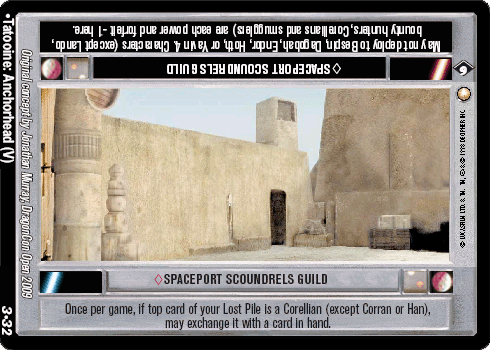 May not deploy to Bespin, Dagobah, Endor, Hoth, or Yavin 4. Characters (except Lando,
bounty hunters, Corellians and smugglers) are each power and forfeit -1 here.
♢SPACEPORT SCOUNDRELS GUILD
•Tatooine: Anchorhead (V)
Original concept by Jonathan Murray, DragonCon Open 2009
9
3-32
♢SPACEPORT SCOUNDRELS GUILD
Once per game, if top card of your Lost Pile is a Corellian (except Corran or Han),
may exchange it with a card in hand.